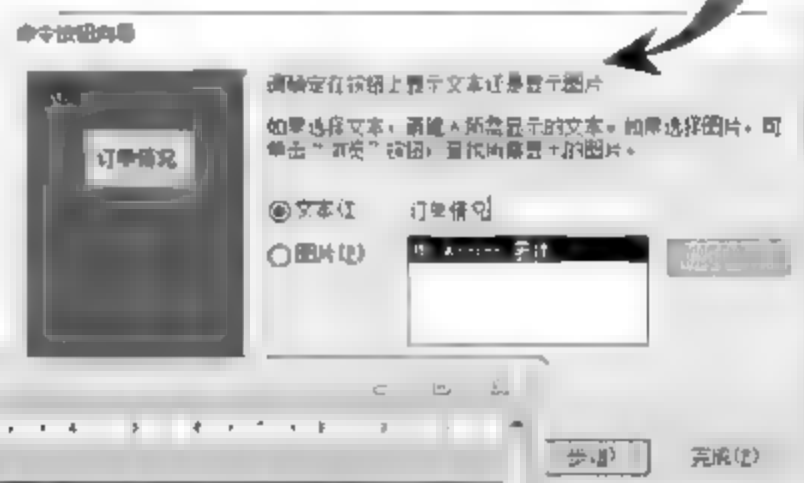 命令按钮向导
请确定在按钮上显示文本还是显示图片
如果选择文本，请键入所需显示的文本。如果选择图片，可
单击“浏览”按钮，查找所需显示的图片。
订单情况
文本(T 订单情况
图片(P)
完成(F)